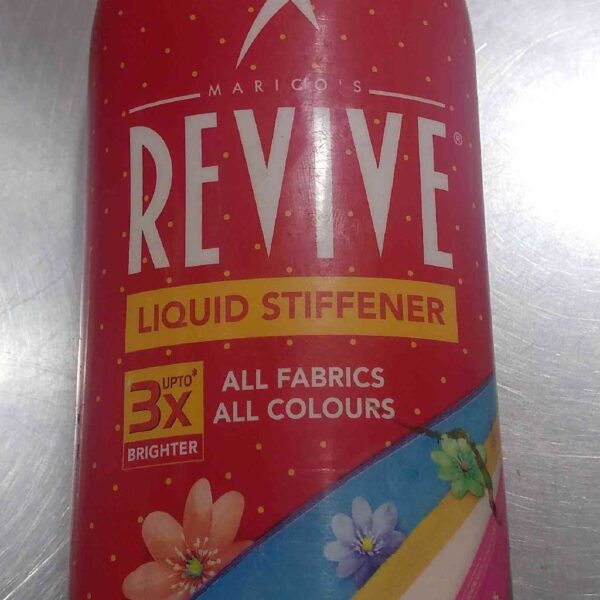 MARICO'S
REVIVE®
LIQUID STIFFENER
UPTO*
3X
BRIGHTER
ALL FABRICS
ALL COLOURS